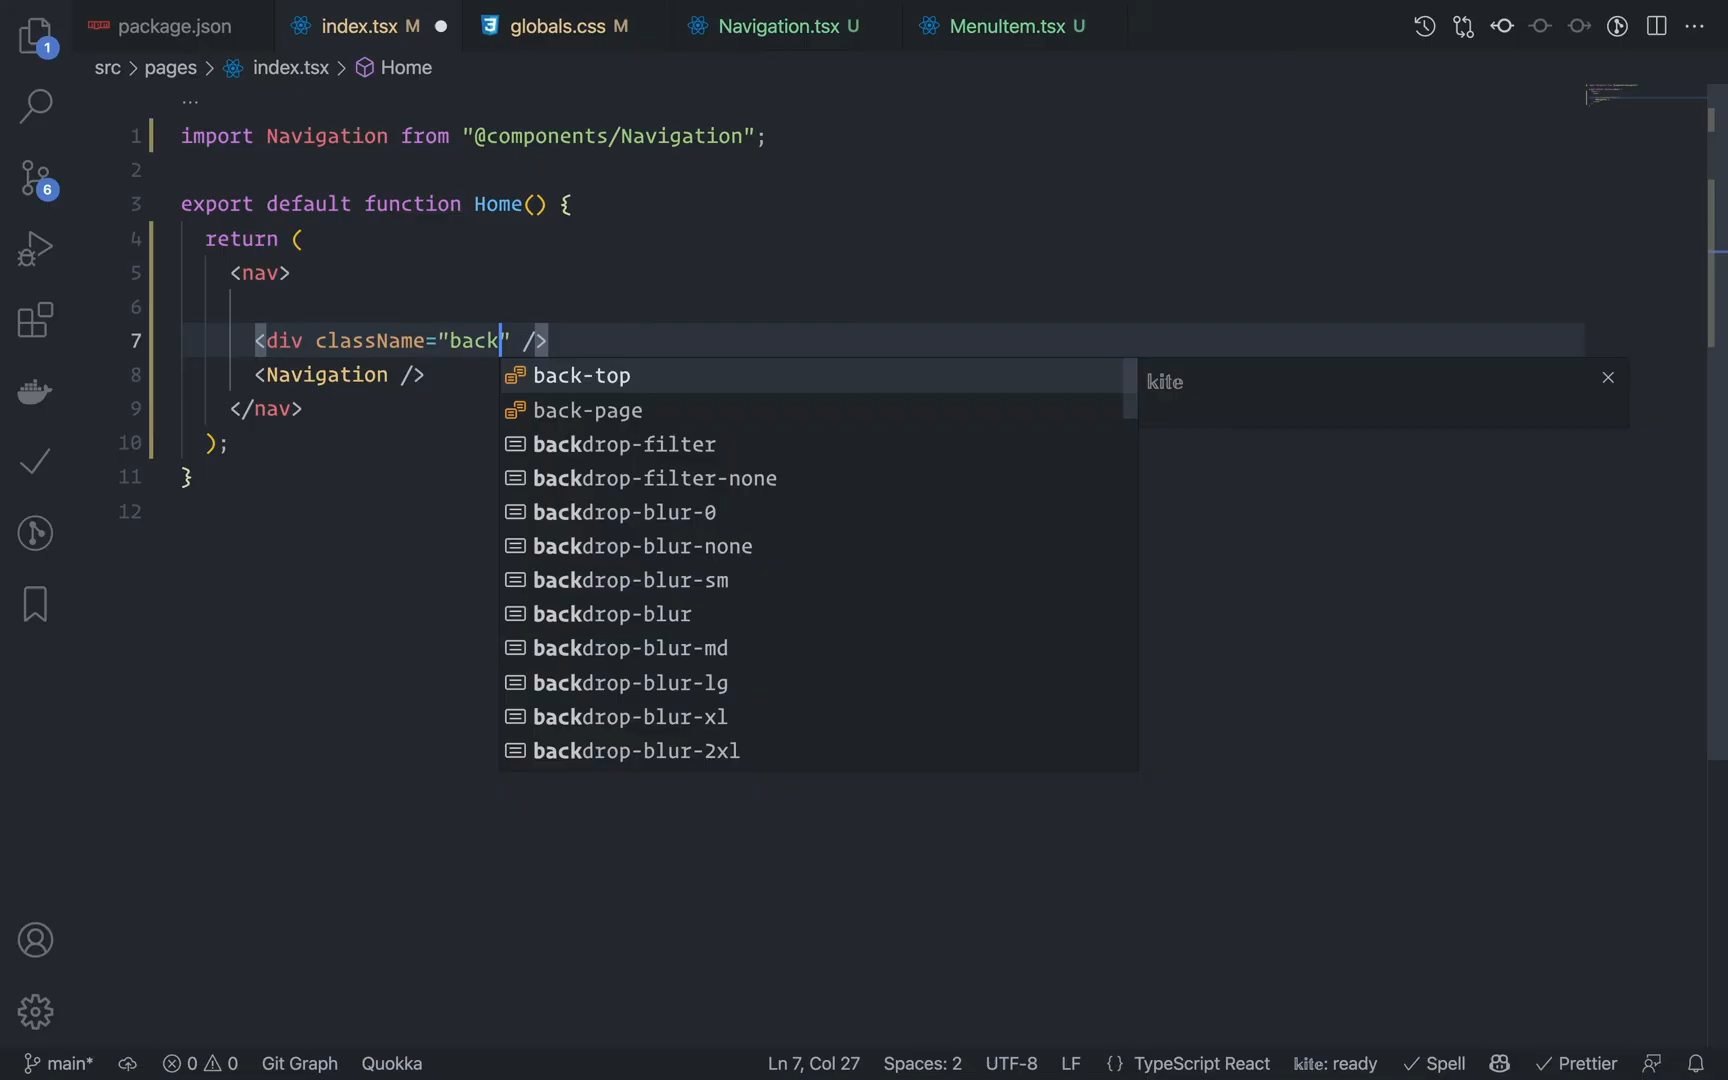 1
package.json
index.tsx M
globals.css M
Navigation.tsx U
MenuItem.tsx U
src > pages > index.tsx > Home
...
1 import Navigation from "@components/Navigation";
2
3 export default function Home() {
4 return (
5 <nav>
6
7 <div className="back" />
8 <Navigation />
9 </nav>
10 );
11 }
12
6
back-top
back-page
backdrop-filter
backdrop-filter-none
backdrop-blur-0
backdrop-blur-none
backdrop-blur-sm
backdrop-blur
backdrop-blur-md
backdrop-blur-lg
backdrop-blur-xl
backdrop-blur-2xl
kite
main* 0 0 Git Graph Quokka Ln 7, Col 27 Spaces: 2 UTF-8 LF {} TypeScript React kite: ready Spell Prettier